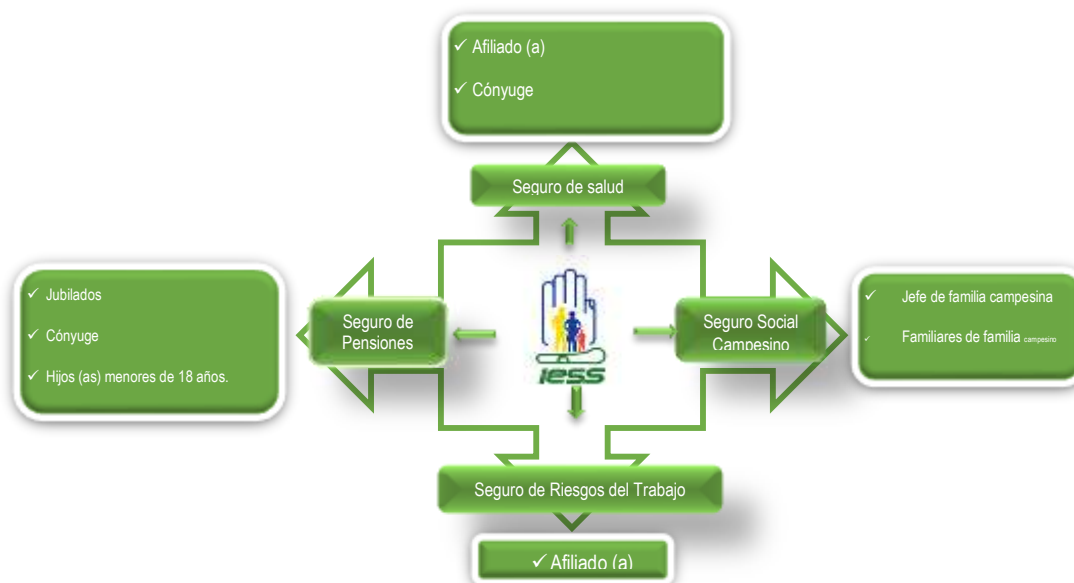 ✓ Afiliado (a)
✓ Cónyuge
Seguro de salud
✓ Jubilados
✓ Cónyuge
✓ Hijos (as) menores de 18 años.
Seguro de
Pensiones
iess
Seguro Social
Campesino
✓ Jefe de familia campesina
✓ Familiares de familia campesino
Seguro de Riesgos del Trabajo
✓ Afiliado (a)